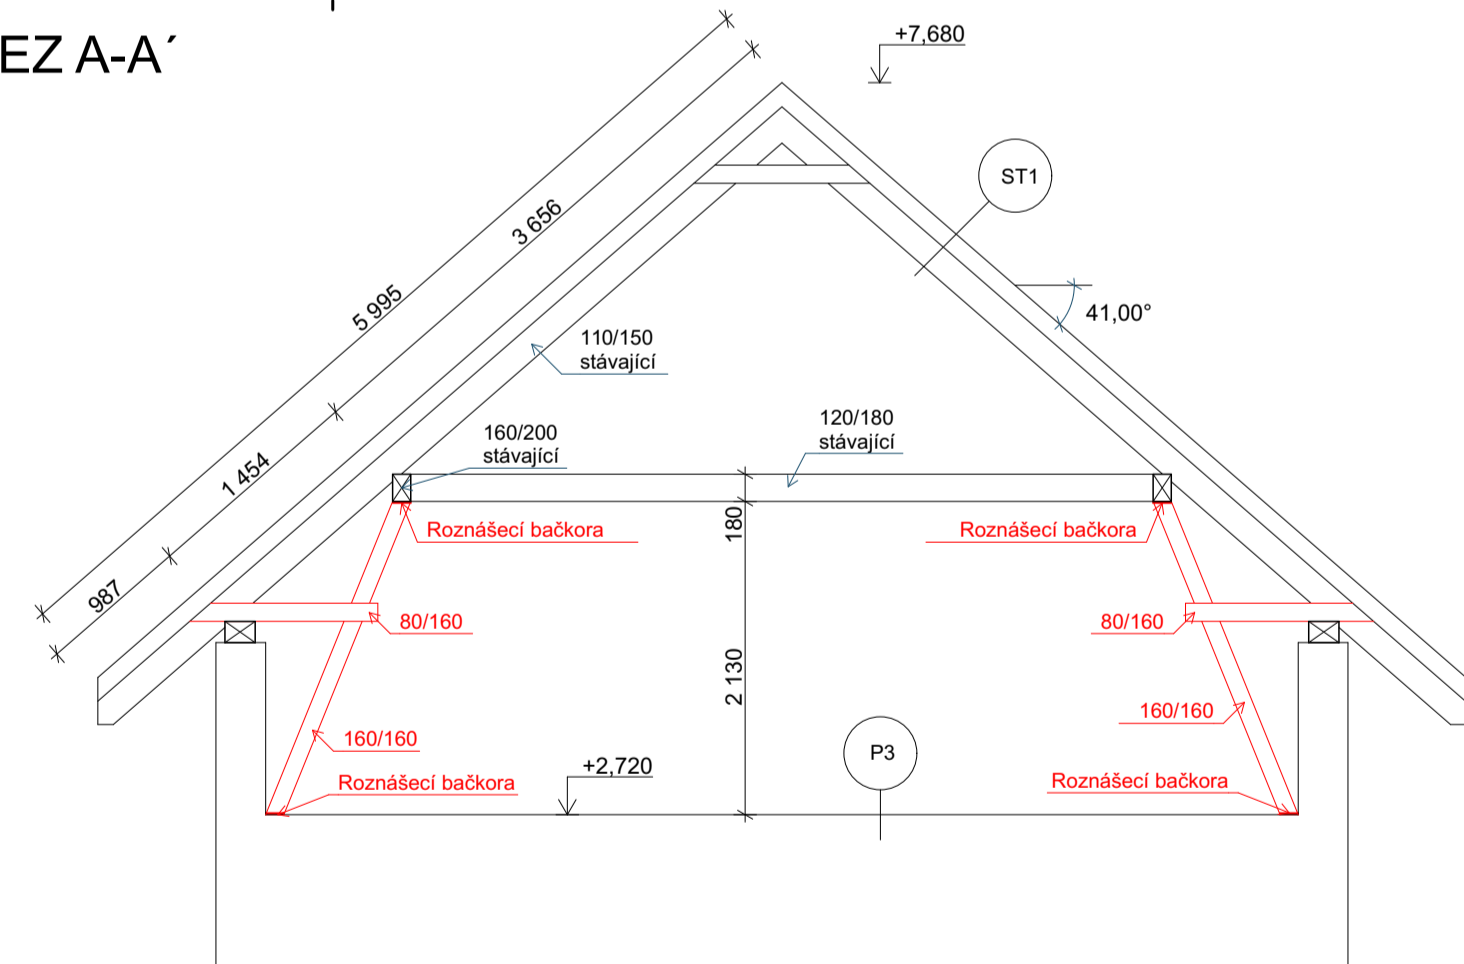 EZ A-A´
+7,680
ST1
3 656
5 995
41,00°
110/150
stávající
120/180
stávající
160/200
stávající
1 454
180
Roznášecí bačkora
Roznášecí bačkora
987
80/160
80/160
2 130
160/160
160/160
P3
+2,720
Roznášecí bačkora
Roznášecí bačkora